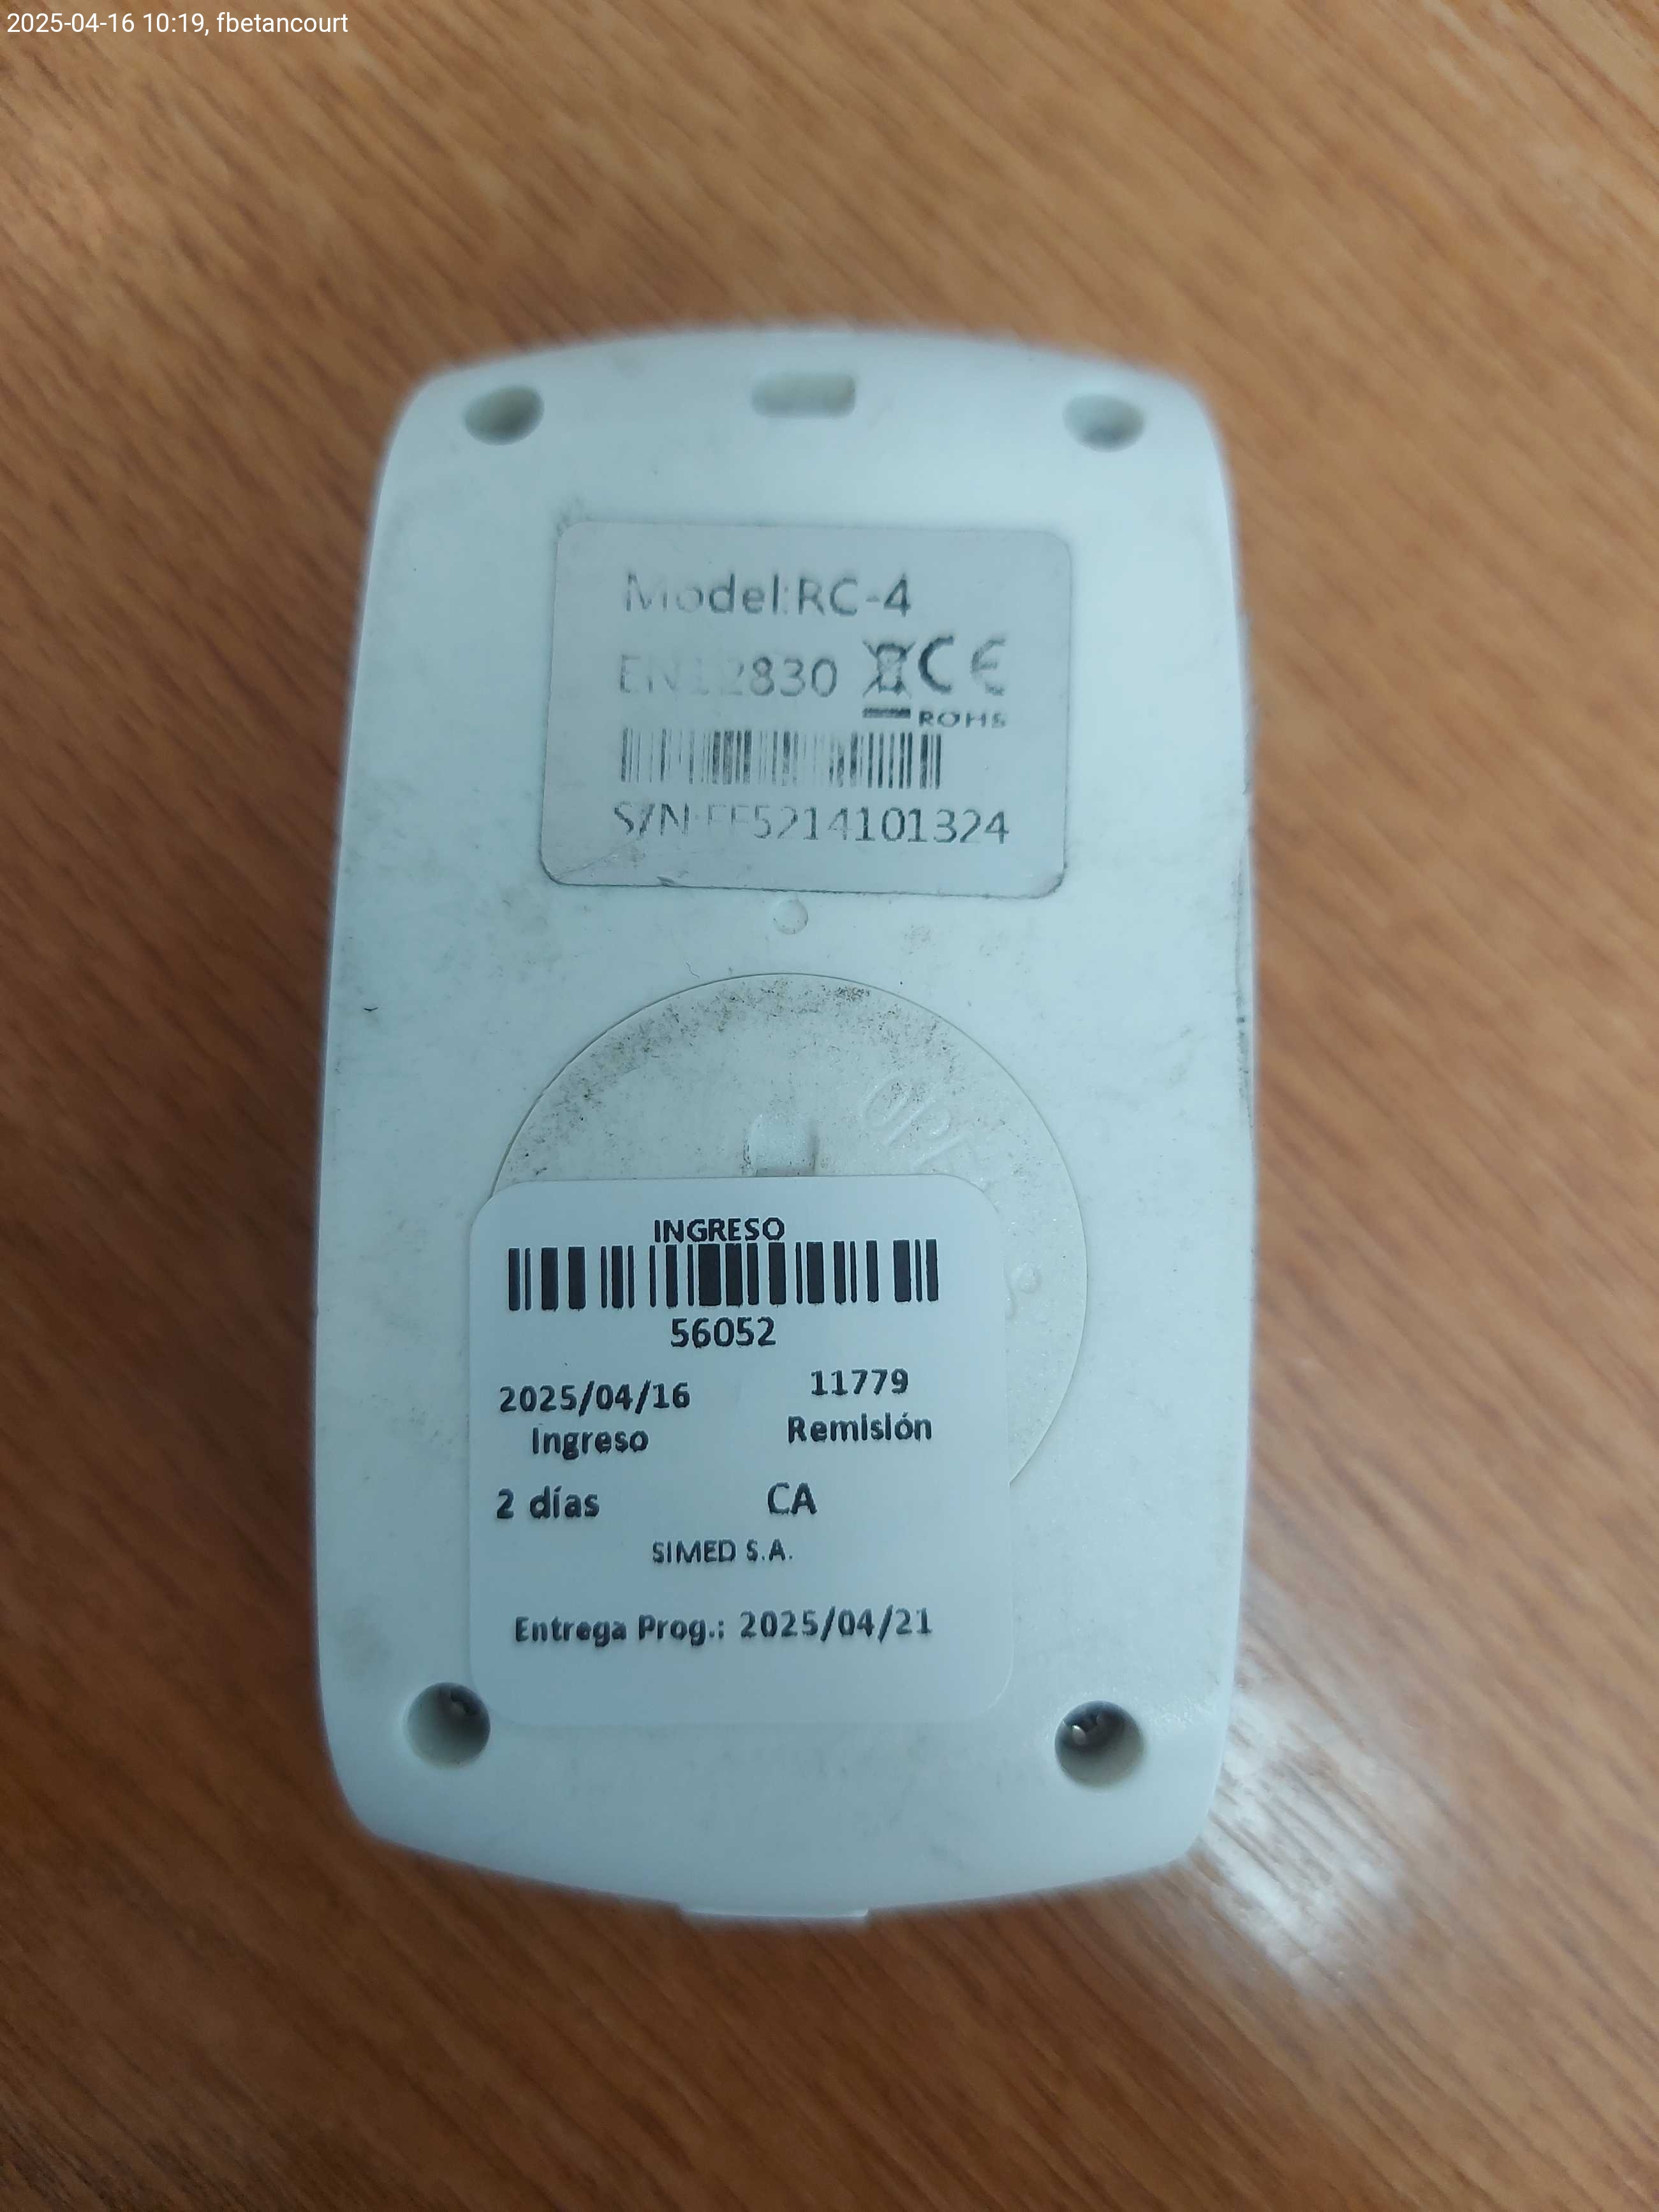 2025-04-16 10:19, fbetancourt
Model:RC-4
EN12830 CE
ROHS
S/N:EF5214101324
INGRESO
56052
2025/04/16 11779
Ingreso Remisión
2 días CA
SIMED S.A.
Entrega Prog.: 2025/04/21